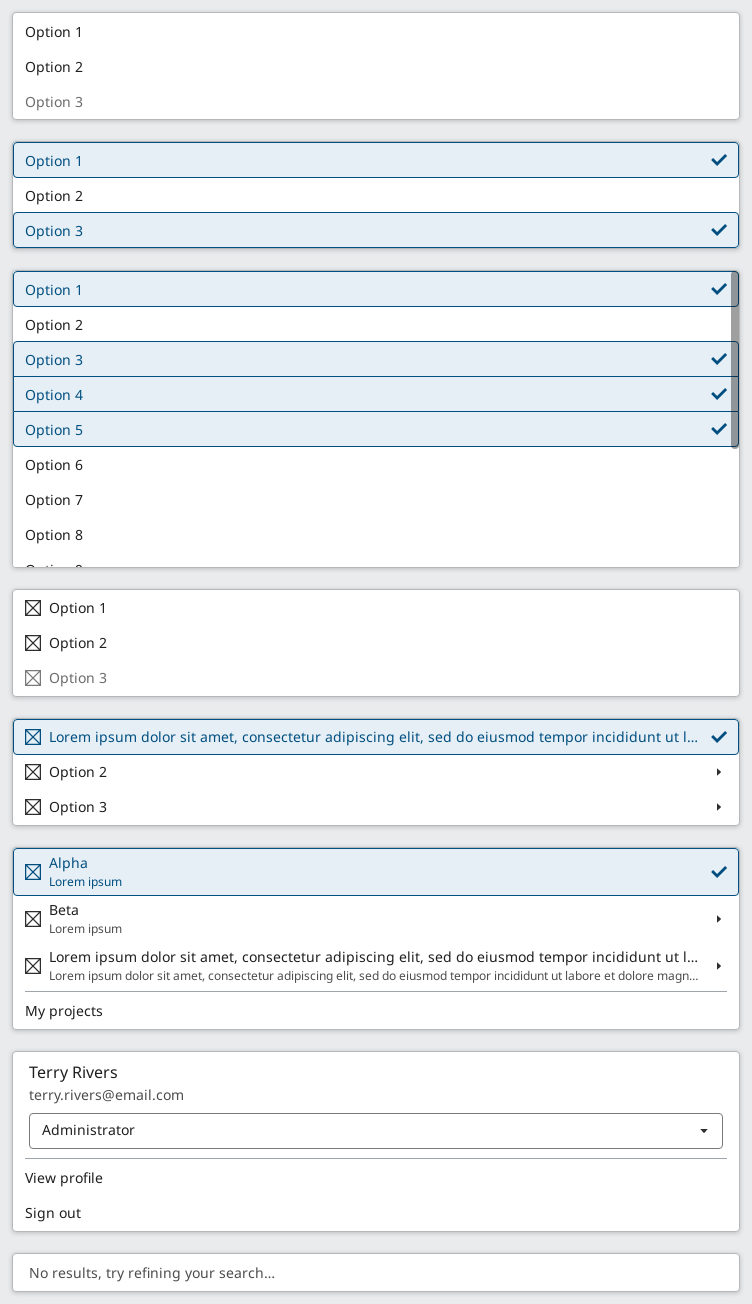 Option 1
Option 2
Option 3
Option 1
Option 2
Option 3
Option 1
Option 2
Option 3
Option 4
Option 5
Option 6
Option 7
Option 8
Option 1
Option 2
Option 3
Lorem ipsum dolor sit amet, consectetur adipiscing elit, sed do eiusmod tempor incididunt ut l…
Option 2
Option 3
Alpha
Lorem ipsum
Beta
Lorem ipsum
Lorem ipsum dolor sit amet, consectetur adipiscing elit, sed do eiusmod tempor incididunt ut l…
Lorem ipsum dolor sit amet, consectetur adipiscing elit, sed do eiusmod tempor incididunt ut labore et dolore magn…
My projects
Terry Rivers
terry.rivers@email.com
Administrator
View profile
Sign out
No results, try refining your search…